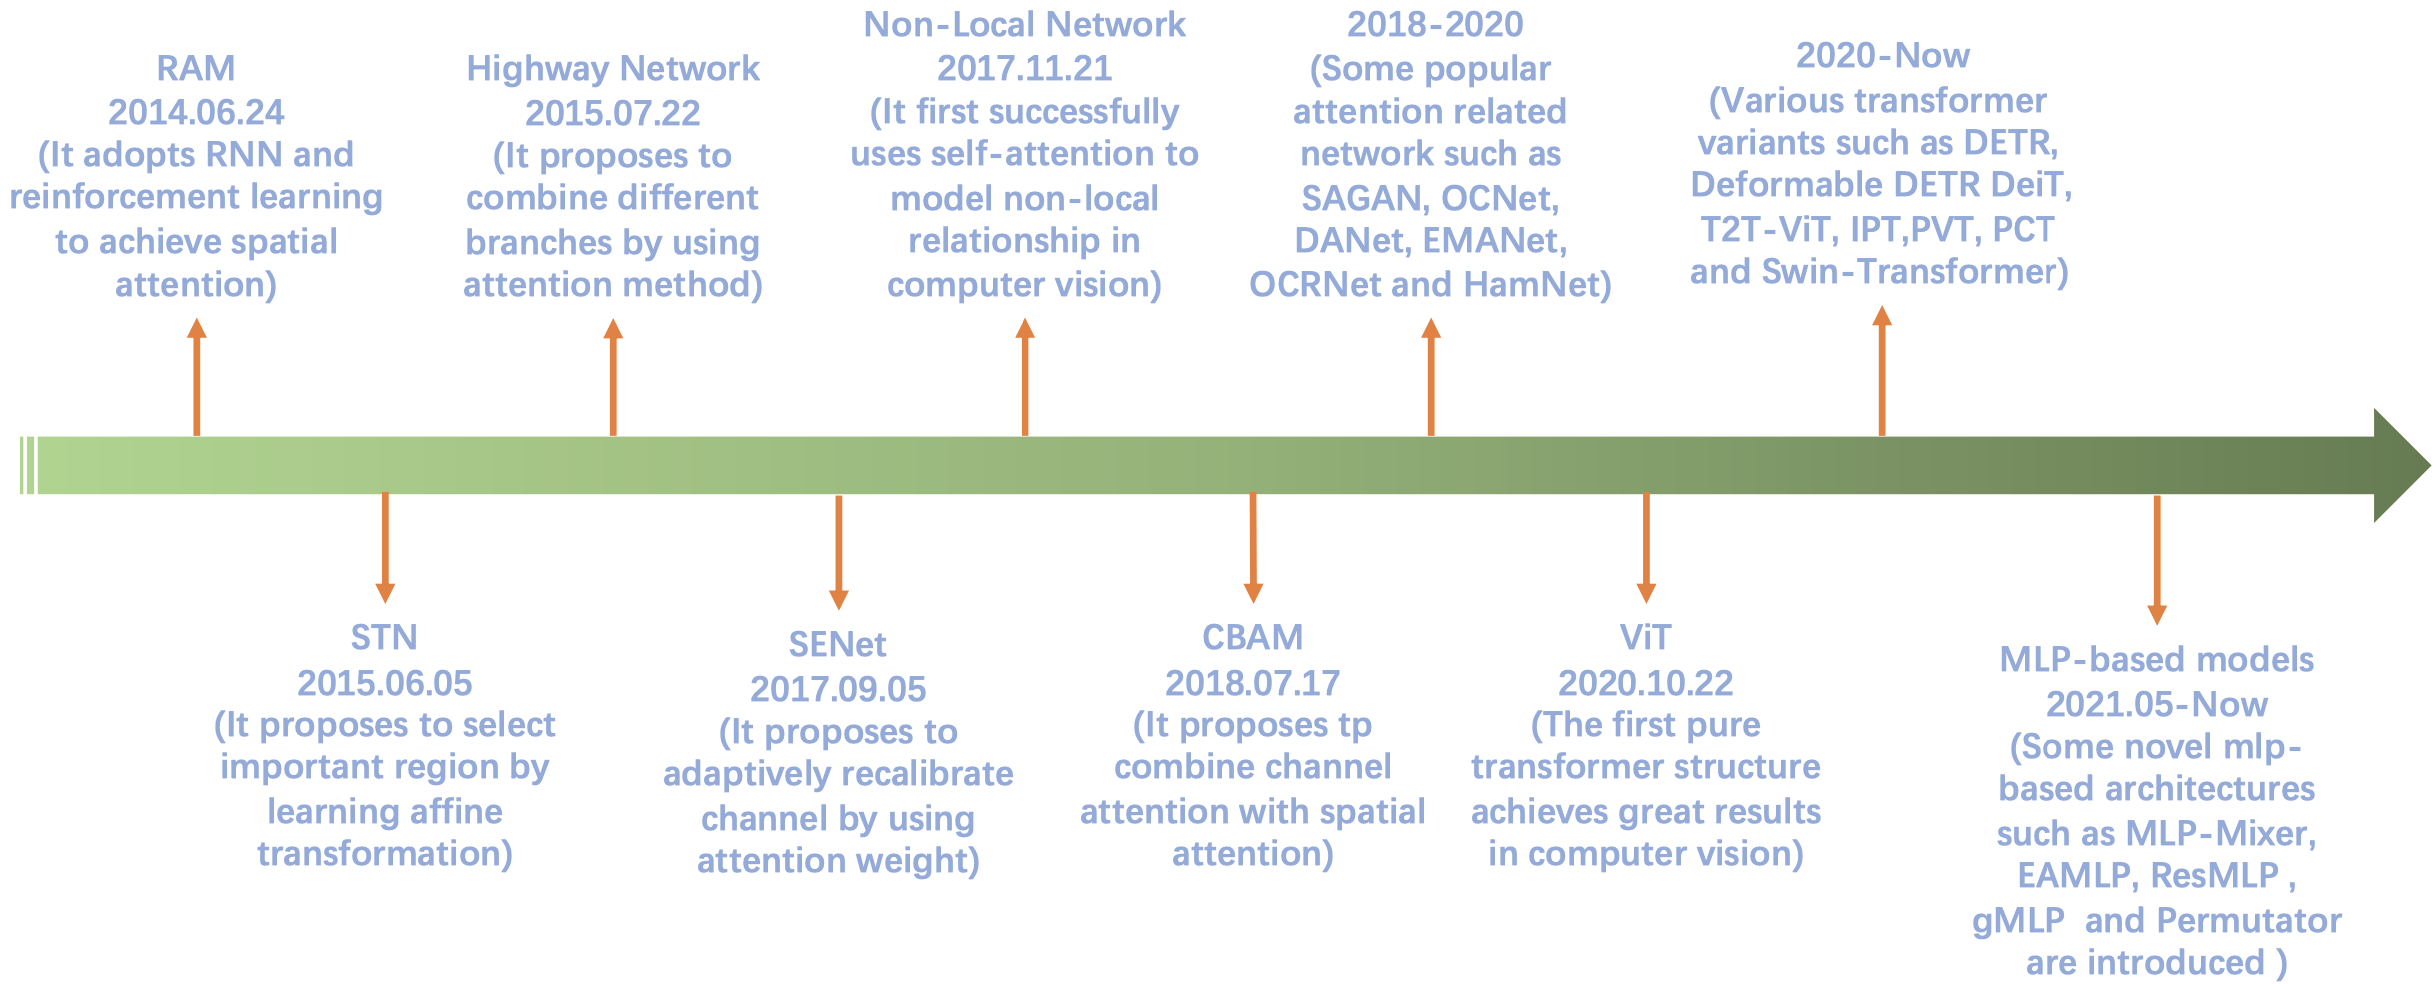 RAM
2014.06.24
(It adopts RNN and
reinforcement learning
to achieve spatial
attention)
Highway Network
2015.07.22
(It proposes to
combine different
branches by using
attention method)
Non-Local Network
2017.11.21
(It first successfully
uses self-attention to
model non-local
relationship in
computer vision)
2018-2020
(Some popular
attention related
network such as
SAGAN, OCNet,
DANet, EMANet,
OCRNet and HamNet)
2020-Now
(Various transformer
variants such as DETR,
Deformable DETR DeiT,
T2T-ViT, IPT,PVT, PCT
and Swin-Transformer)
STN
2015.06.05
(It proposes to select
important region by
learning affine
transformation)
SENet
2017.09.05
(It proposes to
adaptively recalibrate
channel by using
attention weight)
CBAM
2018.07.17
(It proposes tp
combine channel
attention with spatial
attention)
ViT
2020.10.22
(The first pure
transformer structure
achieves great results
in computer vision)
MLP-based models
2021.05-Now
(Some novel mlp-
based architectures
such as MLP-Mixer,
EAMLP, ResMLP ,
gMLP  and Permutator
are introduced )